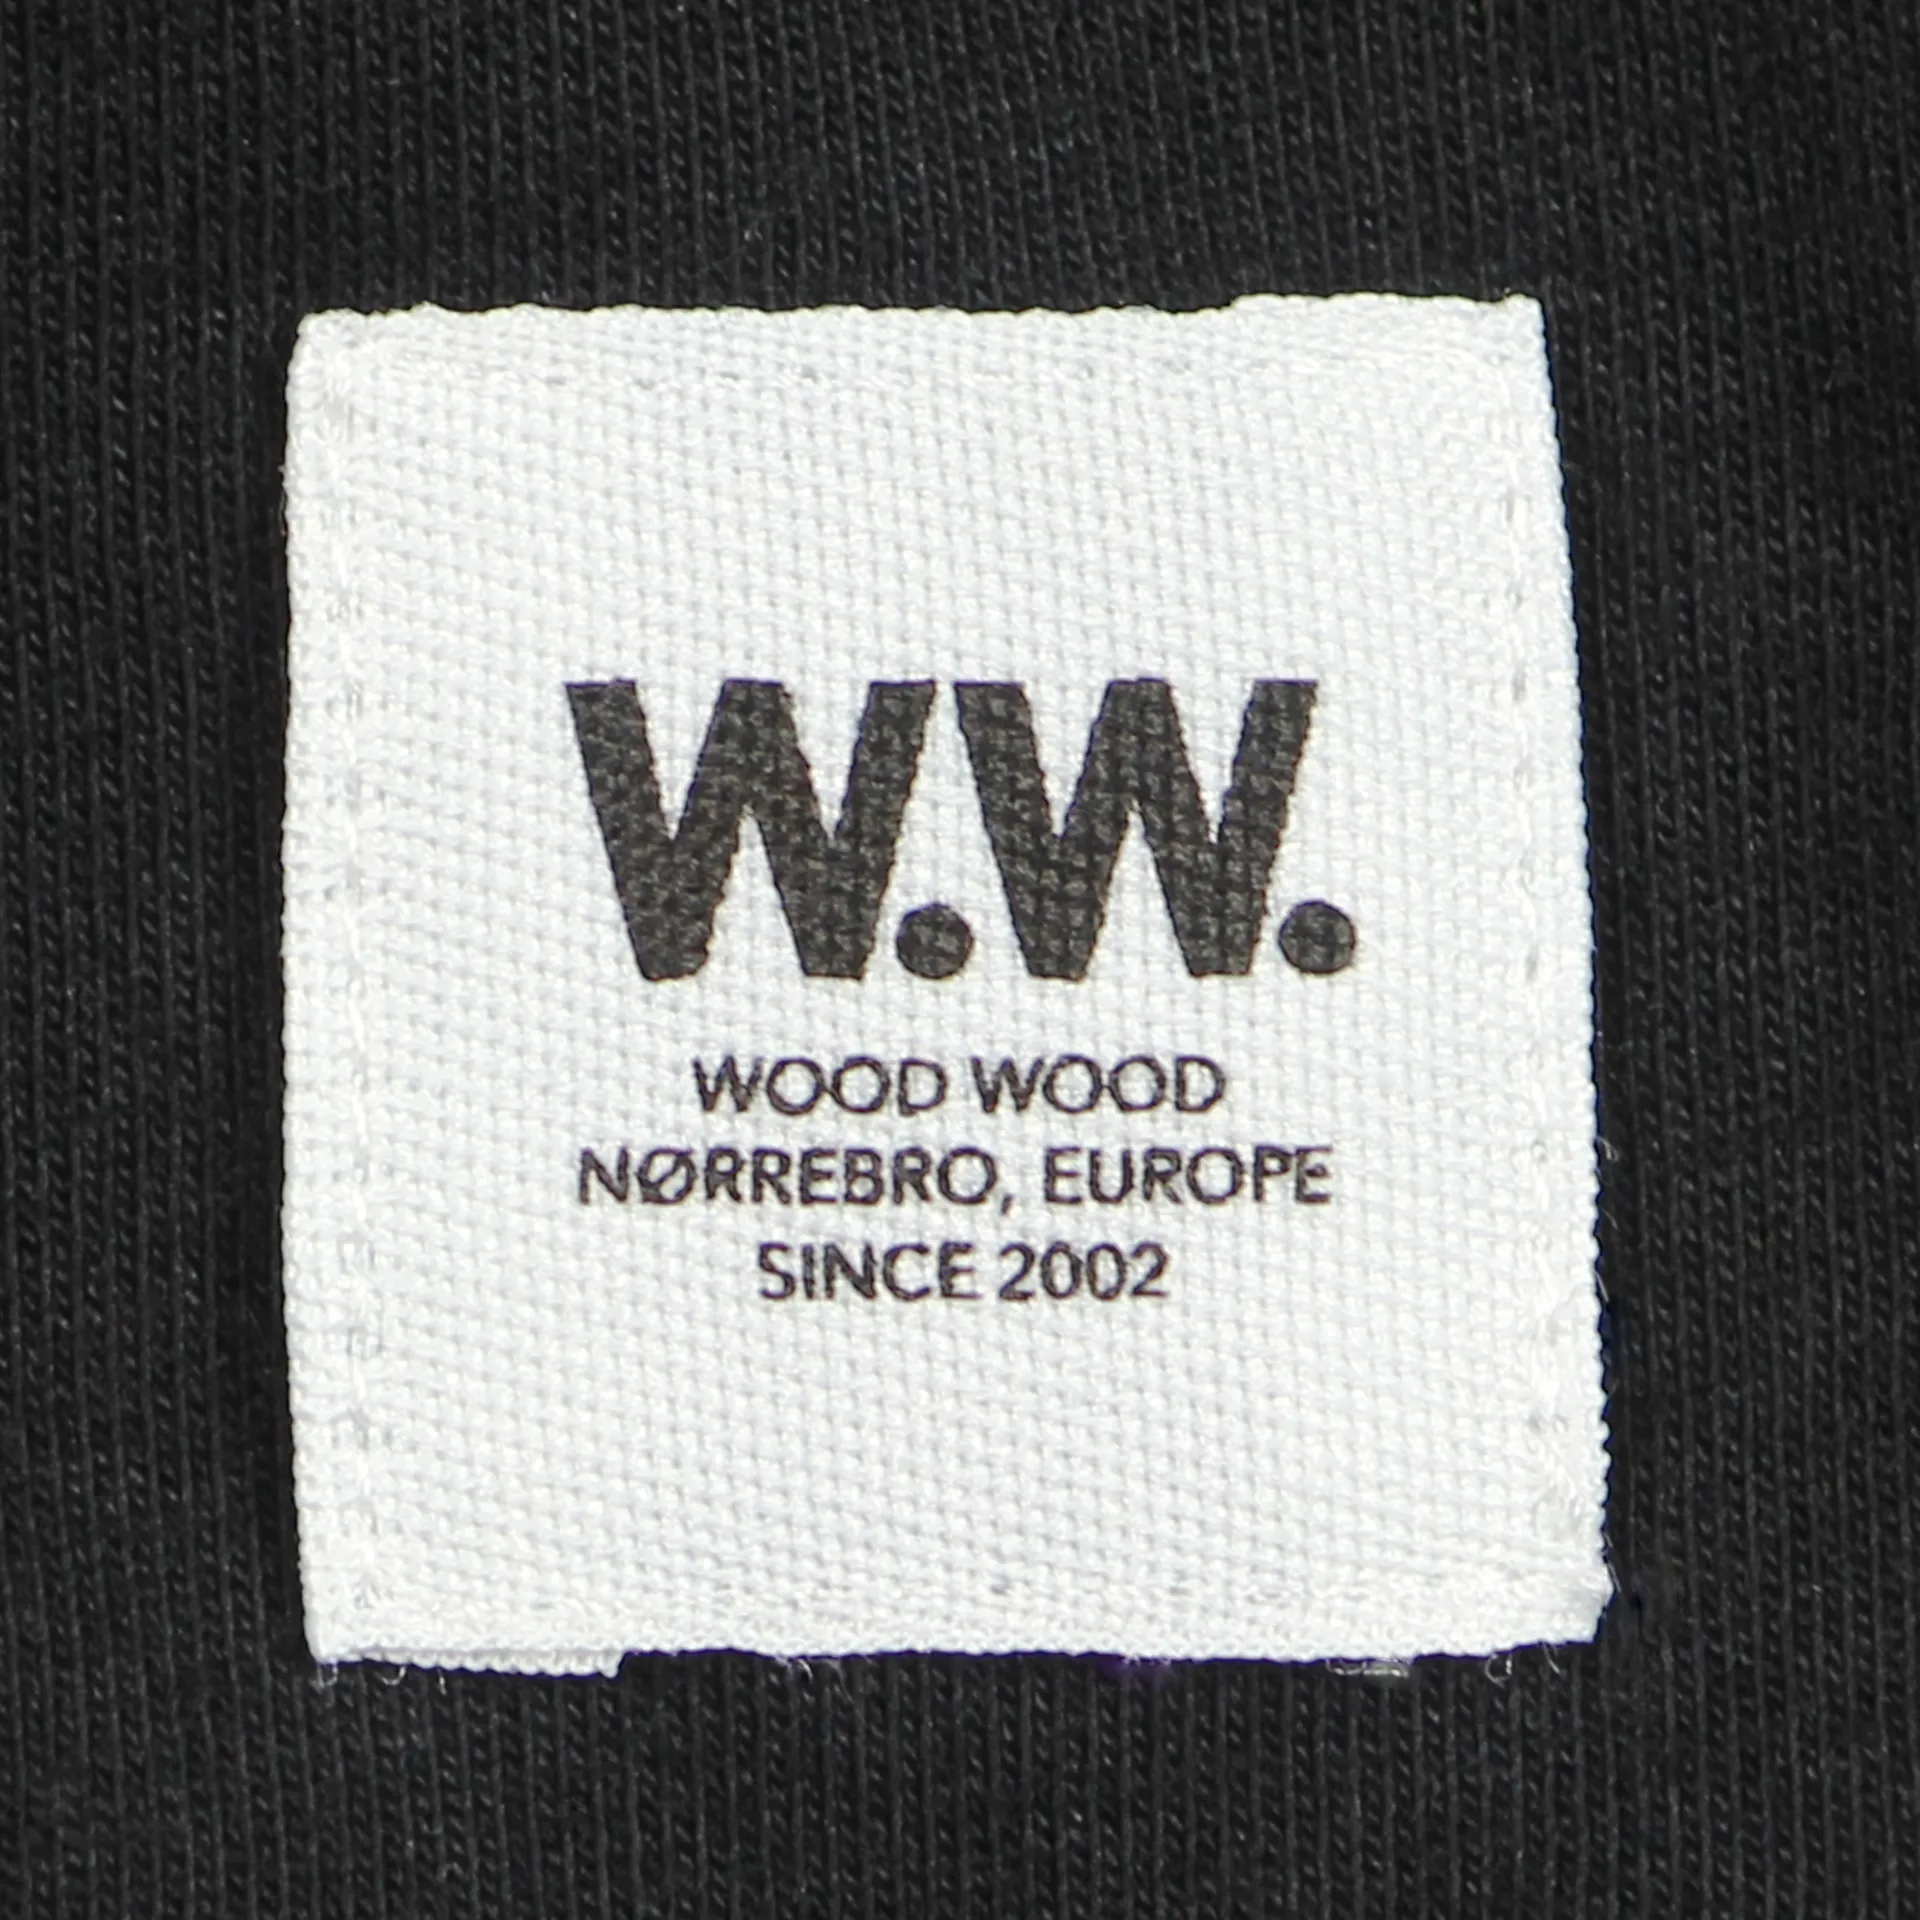 W.W.
WOOD WOOD
NØRREBRO, EUROPE
SINCE 2002